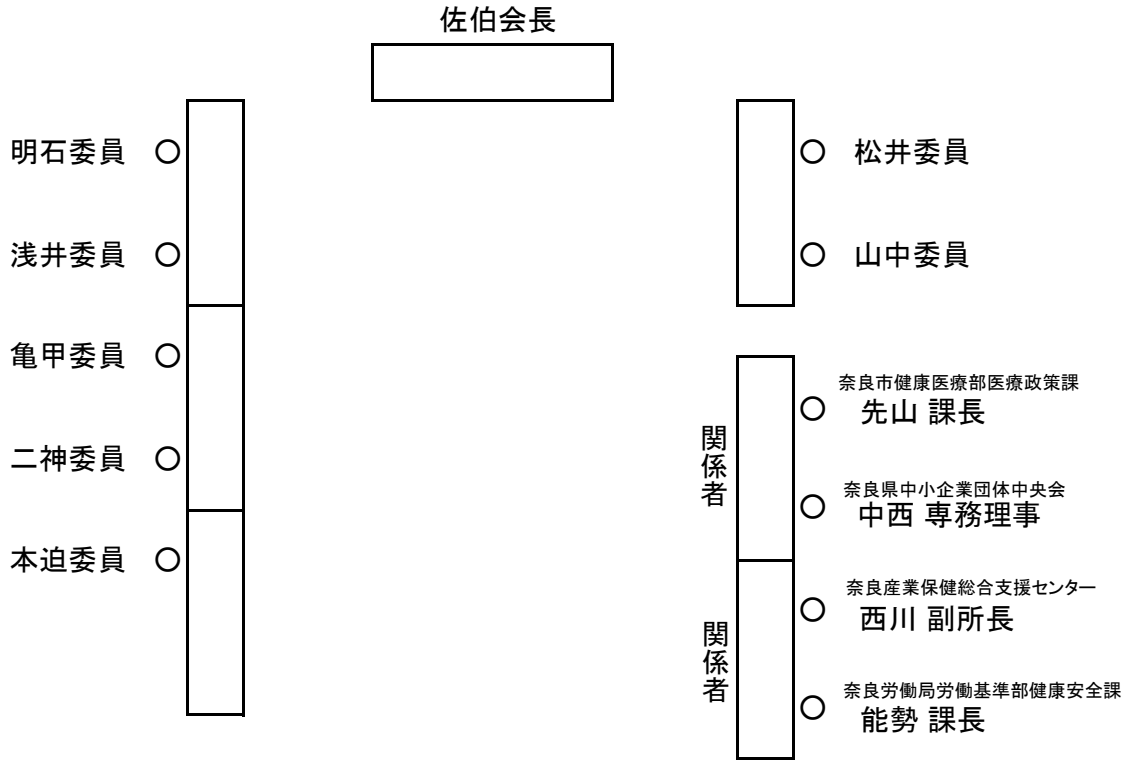 佐伯会長
明石委員 〇
浅井委員 〇
亀甲委員 〇
二神委員 〇
本迫委員 〇
〇 松井委員
〇 山中委員
関係者
奈良市健康医療部医療政策課
〇 先山 課長
奈良県中小企業団体中央会
〇 中西 専務理事
関係者
奈良産業保健総合支援センター
〇 西川 副所長
奈良労働局労働基準部健康安全課
〇 能勢 課長